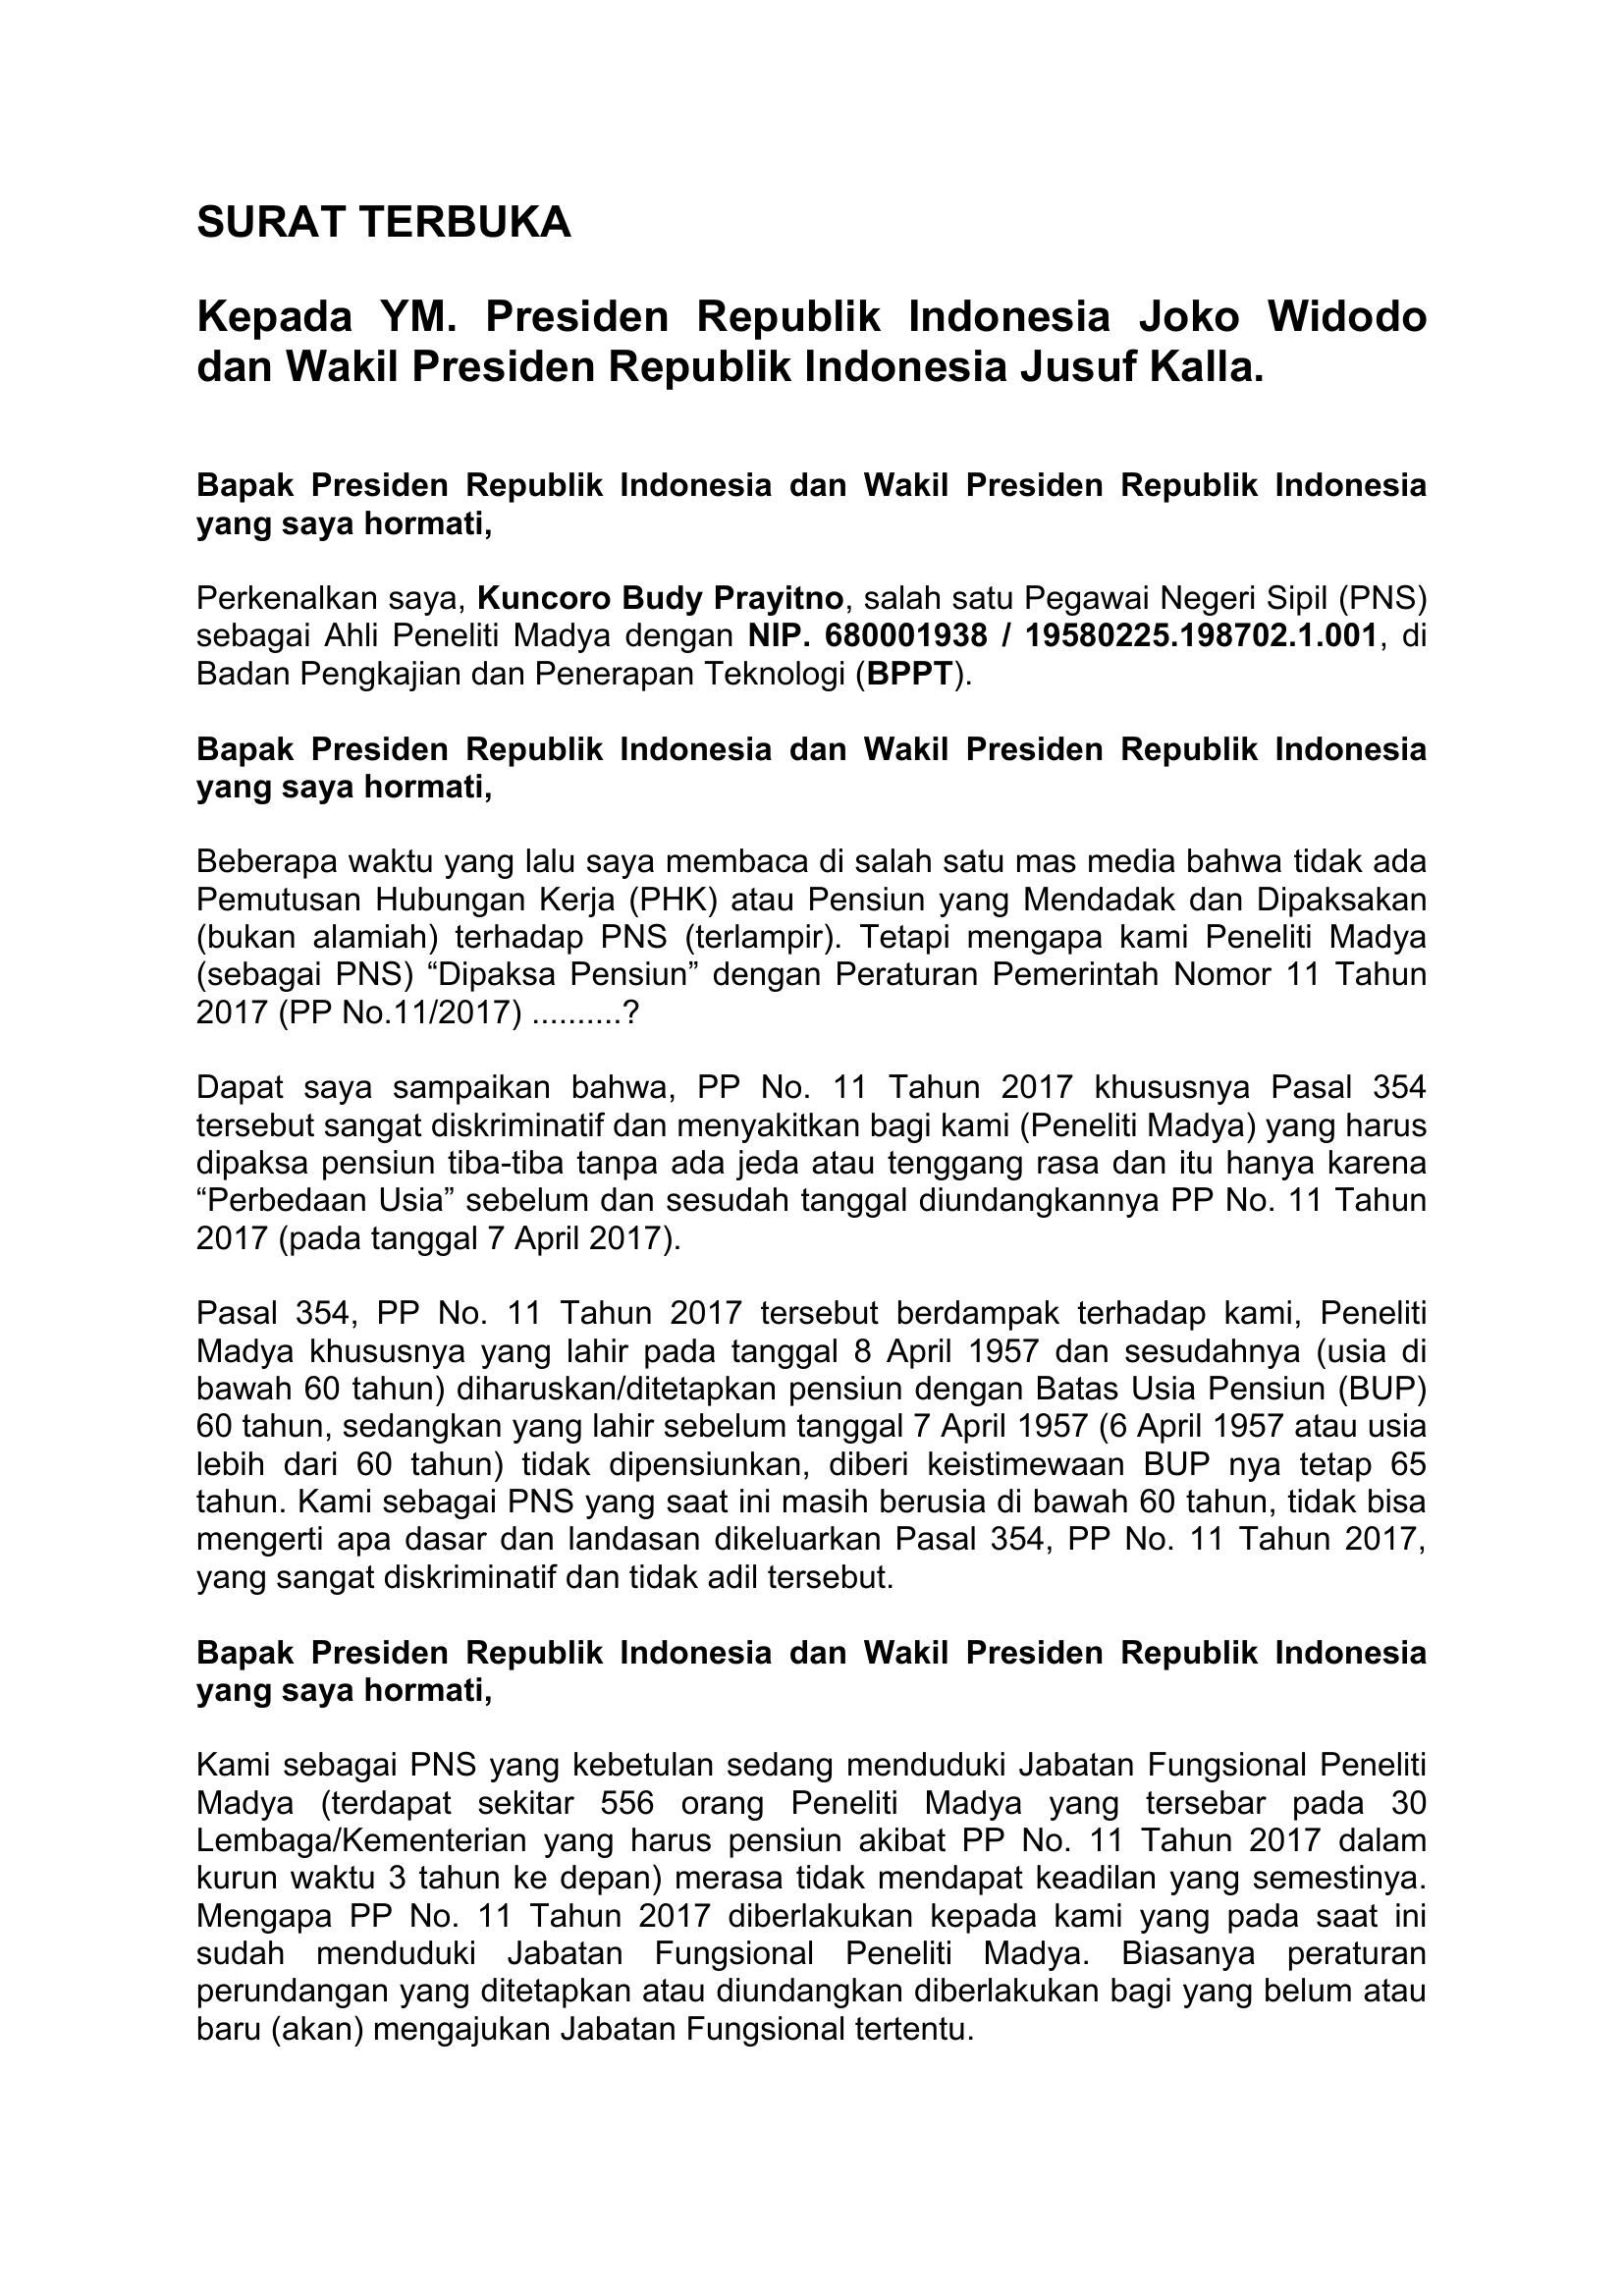 SURAT TERBUKA
Kepada YM. Presiden Republik Indonesia Joko Widodo
dan Wakil Presiden Republik Indonesia Jusuf Kalla.
Bapak Presiden Republik Indonesia dan Wakil Presiden Republik Indonesia
yang saya hormati,
Perkenalkan saya, Kuncoro Budy Prayitno, salah satu Pegawai Negeri Sipil (PNS)
sebagai Ahli Peneliti Madya dengan NIP. 680001938 / 19580225.198702.1.001, di
Badan Pengkajian dan Penerapan Teknologi (BPPT).
Bapak Presiden Republik Indonesia dan Wakil Presiden Republik Indonesia
yang saya hormati,
Beberapa waktu yang lalu saya membaca di salah satu mas media bahwa tidak ada
Pemutusan Hubungan Kerja (PHK) atau Pensiun yang Mendadak dan Dipaksakan
(bukan alamiah) terhadap PNS (terlampir). Tetapi mengapa kami Peneliti Madya
(sebagai PNS) “Dipaksa Pensiun” dengan Peraturan Pemerintah Nomor 11 Tahun
2017 (PP No.11/2017) ..........?
Dapat saya sampaikan bahwa, PP No. 11 Tahun 2017 khususnya Pasal 354
tersebut sangat diskriminatif dan menyakitkan bagi kami (Peneliti Madya) yang harus
dipaksa pensiun tiba-tiba tanpa ada jeda atau tenggang rasa dan itu hanya karena
“Perbedaan Usia” sebelum dan sesudah tanggal diundangkannya PP No. 11 Tahun
2017 (pada tanggal 7 April 2017).
Pasal 354, PP No. 11 Tahun 2017 tersebut berdampak terhadap kami, Peneliti
Madya khususnya yang lahir pada tanggal 8 April 1957 dan sesudahnya (usia di
bawah 60 tahun) diharuskan/ditetapkan pensiun dengan Batas Usia Pensiun (BUP)
60 tahun, sedangkan yang lahir sebelum tanggal 7 April 1957 (6 April 1957 atau usia
lebih dari 60 tahun) tidak dipensiunkan, diberi keistimewaan BUP nya tetap 65
tahun. Kami sebagai PNS yang saat ini masih berusia di bawah 60 tahun, tidak bisa
mengerti apa dasar dan landasan dikeluarkan Pasal 354, PP No. 11 Tahun 2017,
yang sangat diskriminatif dan tidak adil tersebut.
Bapak Presiden Republik Indonesia dan Wakil Presiden Republik Indonesia
yang saya hormati,
Kami sebagai PNS yang kebetulan sedang menduduki Jabatan Fungsional Peneliti
Madya (terdapat sekitar 556 orang Peneliti Madya yang tersebar pada 30
Lembaga/Kementerian yang harus pensiun akibat PP No. 11 Tahun 2017 dalam
kurun waktu 3 tahun ke depan) merasa tidak mendapat keadilan yang semestinya.
Mengapa PP No. 11 Tahun 2017 diberlakukan kepada kami yang pada saat ini
sudah menduduki Jabatan Fungsional Peneliti Madya. Biasanya peraturan
perundangan yang ditetapkan atau diundangkan diberlakukan bagi yang belum atau
baru (akan) mengajukan Jabatan Fungsional tertentu.